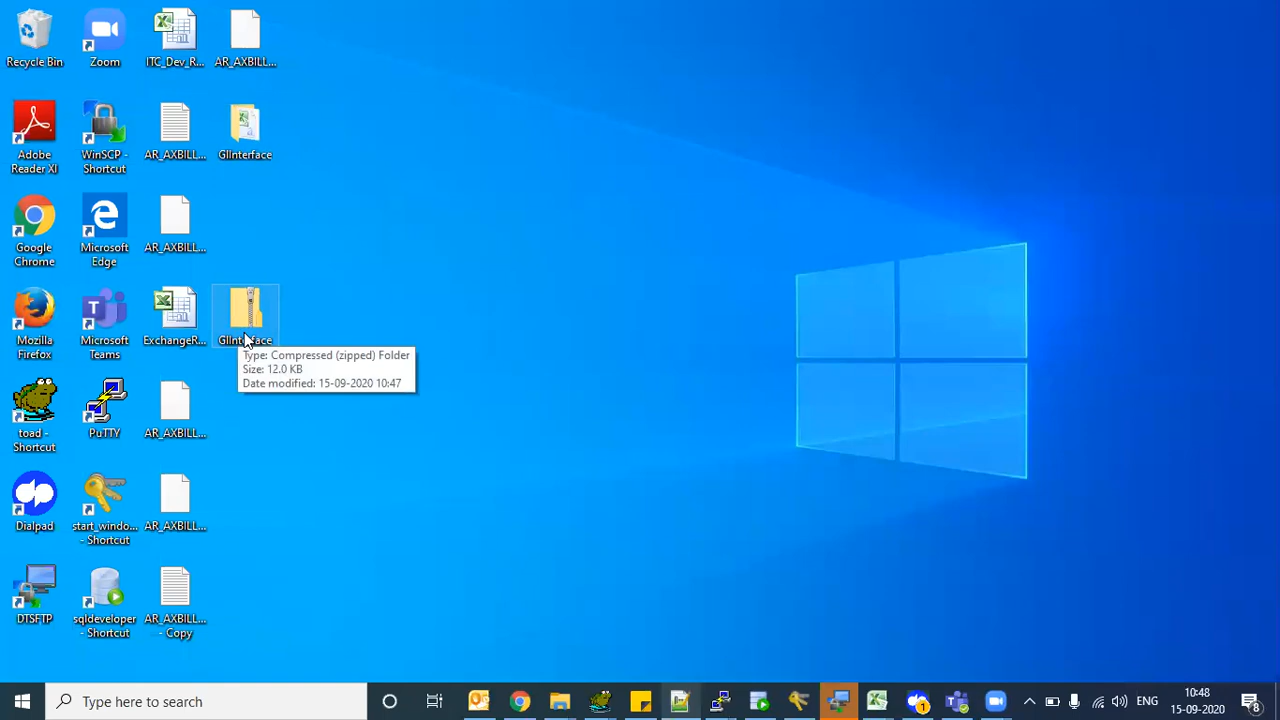 Recycle Bin
Zoom
ITC_Dev_R...
AR_AXBILL...
Adobe
Reader XI
WinSCP -
Shortcut
AR_AXBILL...
GlInterface
Google
Chrome
Microsoft
Edge
AR_AXBILL...
Mozilla
Firefox
Microsoft
Teams
ExchangeR...
GlInterface
Type: Compressed (zipped) Folder
Size: 12.0 KB
Date modified: 15-09-2020 10:47
toad -
Shortcut
PuTTY
AR_AXBILL...
Dialpad
start_windo...
- Shortcut
AR_AXBILL...
DTSFTP
sqldeveloper
- Shortcut
AR_AXBILL...
- Copy
Type here to search
1
ENG
10:48
15-09-2020
8